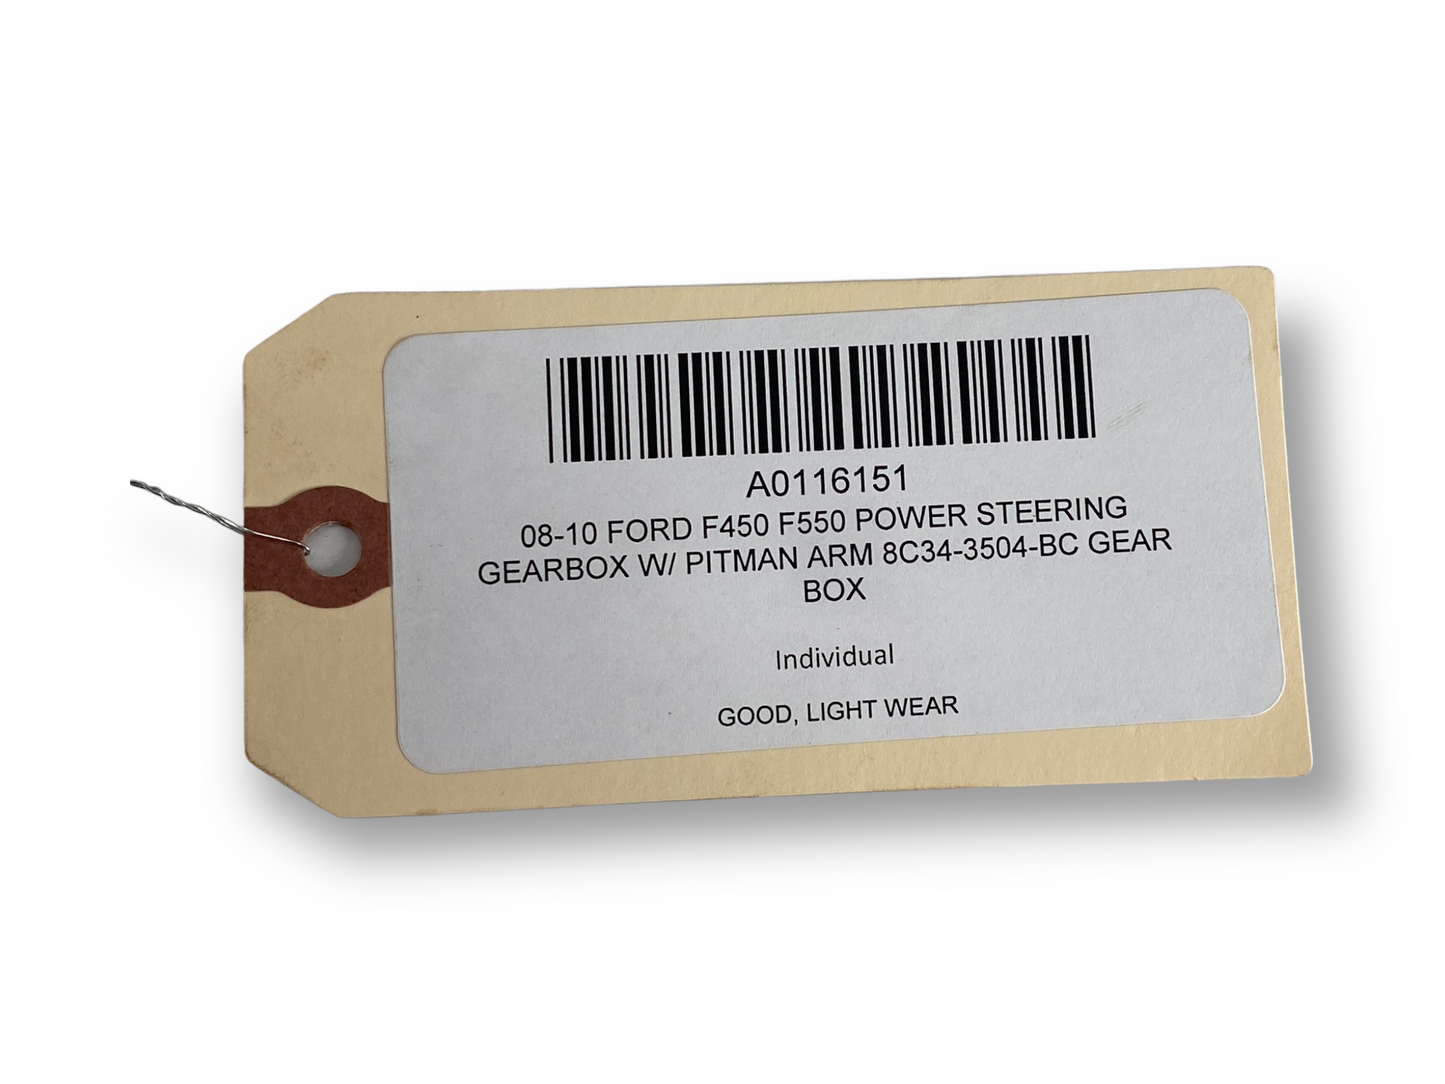 A0116151
08-10 FORD F450 F550 POWER STEERING
GEARBOX W/ PITMAN ARM 8C34-3504-BC GEAR
BOX
Individual
GOOD, LIGHT WEAR